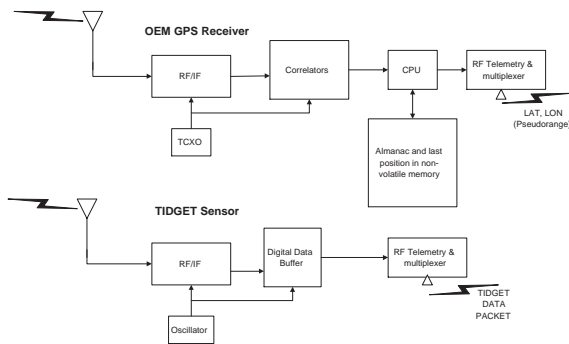 OEM GPS Receiver
RF/IF
Correlators
CPU
RF Telemetry &
multiplexer
LAT, LON
(Pseudorange)
TCXO
Almanac and last
position in non-
volatile memory
TIDGET Sensor
RF/IF
Digital Data
Buffer
RF Telemetry &
multiplexer
Oscillator
TIDGET
DATA
PACKET